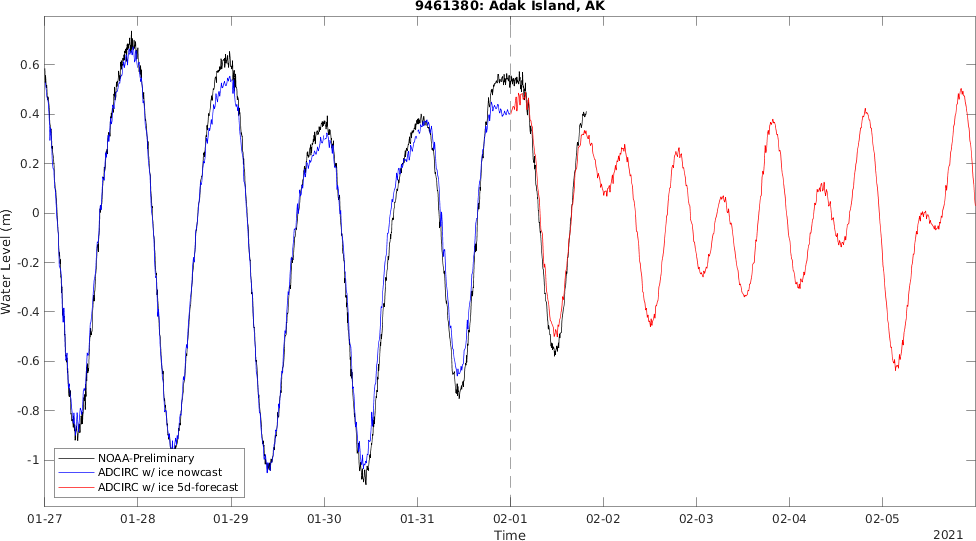 9461380: Adak Island, AK
0.6
0.4
0.2
0
-0.2
-0.4
-0.6
-0.8
-1
Water Level (m)
NOAA-Preliminary
ADCIRC w/ ice nowcast
ADCIRC w/ ice 5d-forecast
01-27 01-28 01-29 01-30 01-31 02-01 02-02 02-03 02-04 02-05
Time
2021